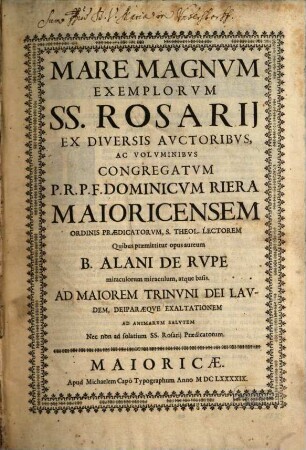 MARE MAGNVM
EXEMPLORVM
SS. ROSARIJ
EX DIVERSIS AVCTORIBVS,
AC VOLVMINIBVS
CONGREGATVM
P.R.P.F. DOMINICVM RIERA
MAIORICENSEM
ORDINIS PRÆDICATORVM, S. THEOL. LECTOREM
Quibus præmittitur opus aureum
B. ALANI DE RVPE
miraculorum miraculum, atque basis.
AD MAIOREM TRINVNI DEI LAV-
DEM, DEIPARÆQVE EXALTATIONEM
AD ANIMARVM SALVTEM
Nec non ad solatium SS. Rosarij Prædicatorum.
MAIORICÆ.
Apud Michaelem Capò Typographum Anno M DC LXXXXIX.